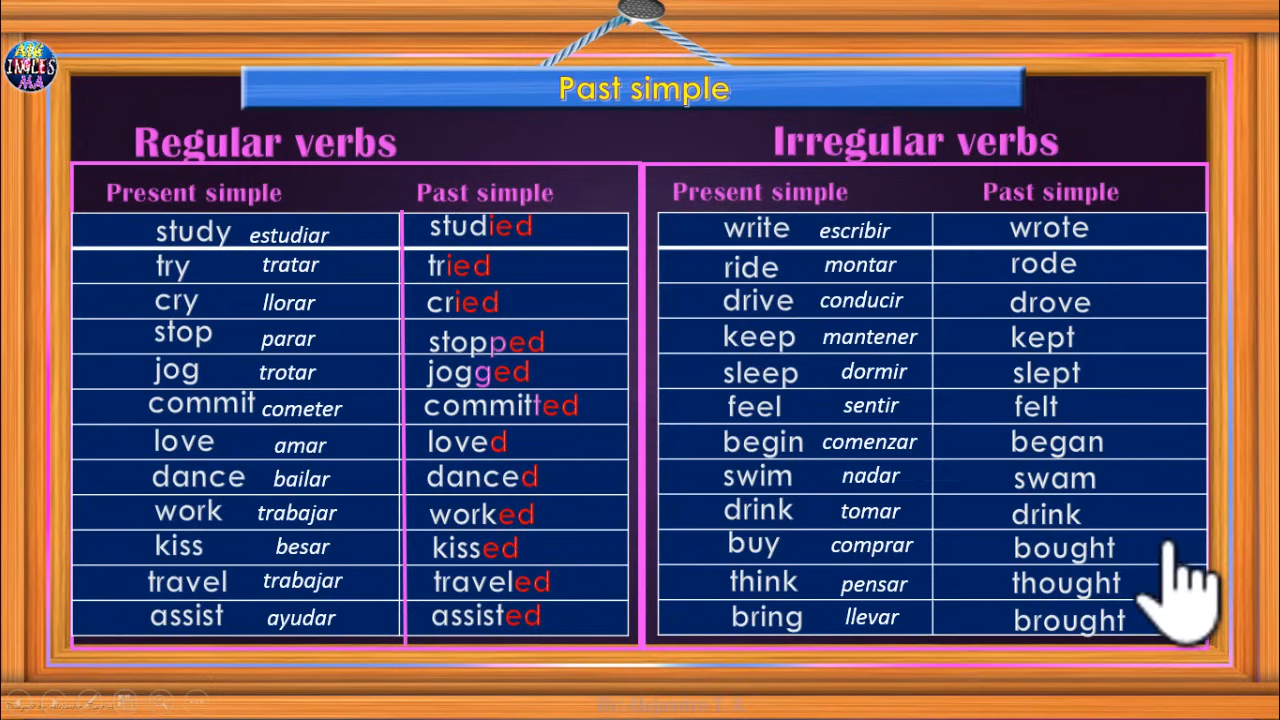 ASK
INGLES
MA
Past simple
Regular verbs Irregular verbs
Present simple Past simple Present simple Past simple
study estudiar studied write escribir wrote
try tratar tried ride montar rode
cry llorar cried drive conducir drove
stop parar stopped keep mantener kept
jog trotar jogged sleep dormir slept
commit cometer committed feel sentir felt
love amar loved begin comenzar began
dance bailar danced swim nadar swam
work trabajar worked drink tomar drink
kiss besar kissed buy comprar bought
travel trabajar traveled think pensar thought
assist ayudar assisted bring llevar brought